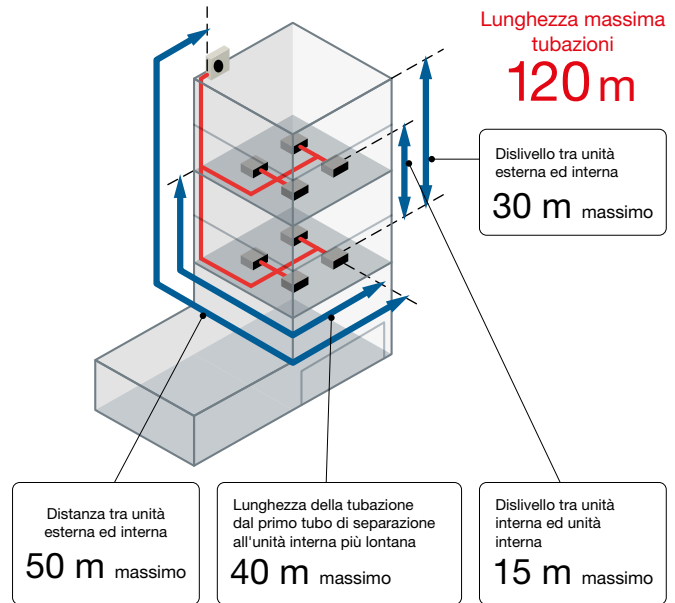 Lunghezza massima
tubazioni
120 m
Dislivello tra unità
esterna ed interna
30 m massimo
Distanza tra unità
esterna ed interna
50 m massimo
Lunghezza della tubazione
dal primo tubo di separazione
all'unità interna più lontana
40 m massimo
Dislivello tra unità
interna ed unità
interna
15 m massimo